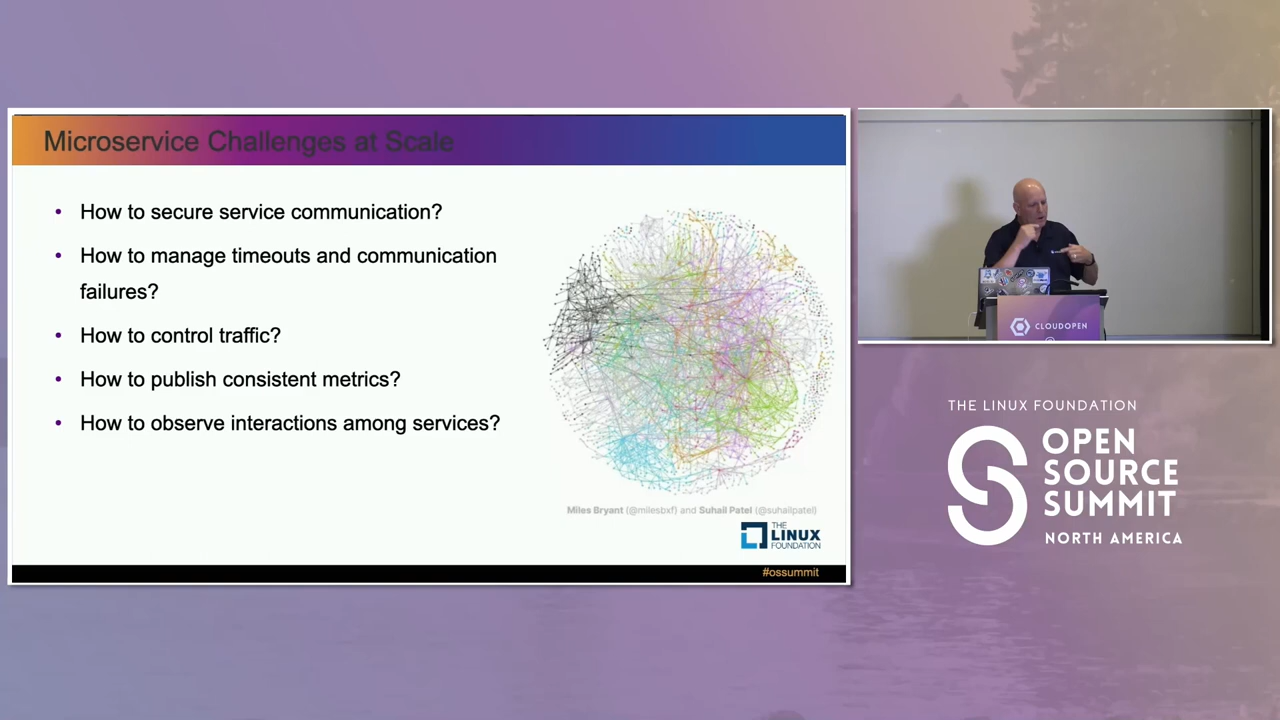 Microservice Challenges at Scale
• How to secure service communication?
• How to manage timeouts and communication
failures?
• How to control traffic?
• How to publish consistent metrics?
• How to observe interactions among services?
Miles Bryant (@milesbxf) and Suhail Patel (@suhailpatel)
THE
LINUX
FOUNDATION
#ossummit
CLOUDOPEN
THE LINUX FOUNDATION
OPEN
SOURCE
SUMMIT
NORTH AMERICA